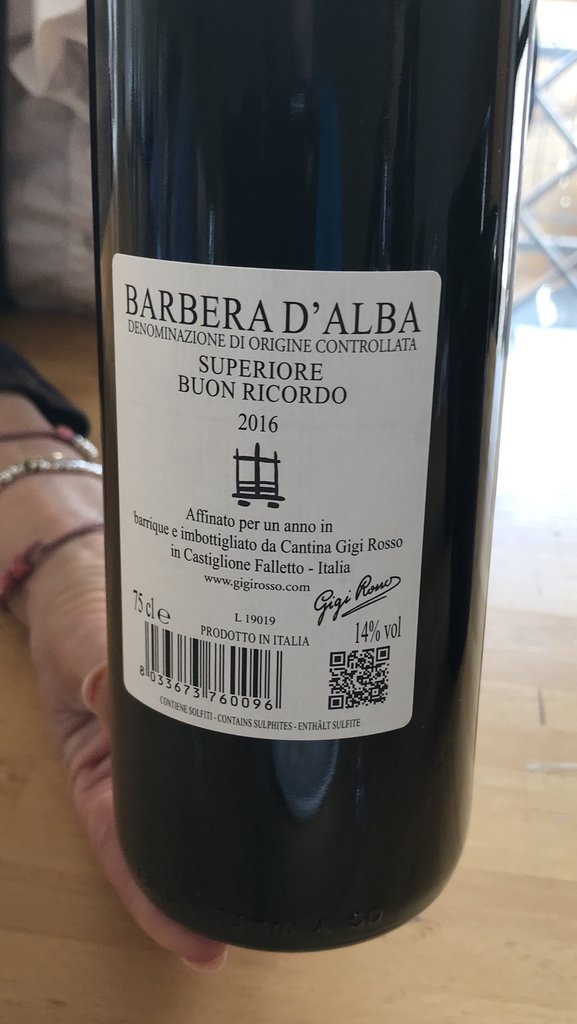 BARBERA D'ALBA
DENOMINAZIONE DI ORIGINE CONTROLLATA
SUPERIORE
BUON RICORDO
2016
Affinato per un anno in
barrique e imbottigliato da Cantina Gigi Rosso
in Castiglione Falletto - Italia
www.gigirosso.com
Gigi Rosso
75 cl e
L 19019
PRODOTTO IN ITALIA
14% vol
8 033673 760096
CONTIENE SOLFITI - CONTAINS SULPHITES - ENTHÄLT SULFITE